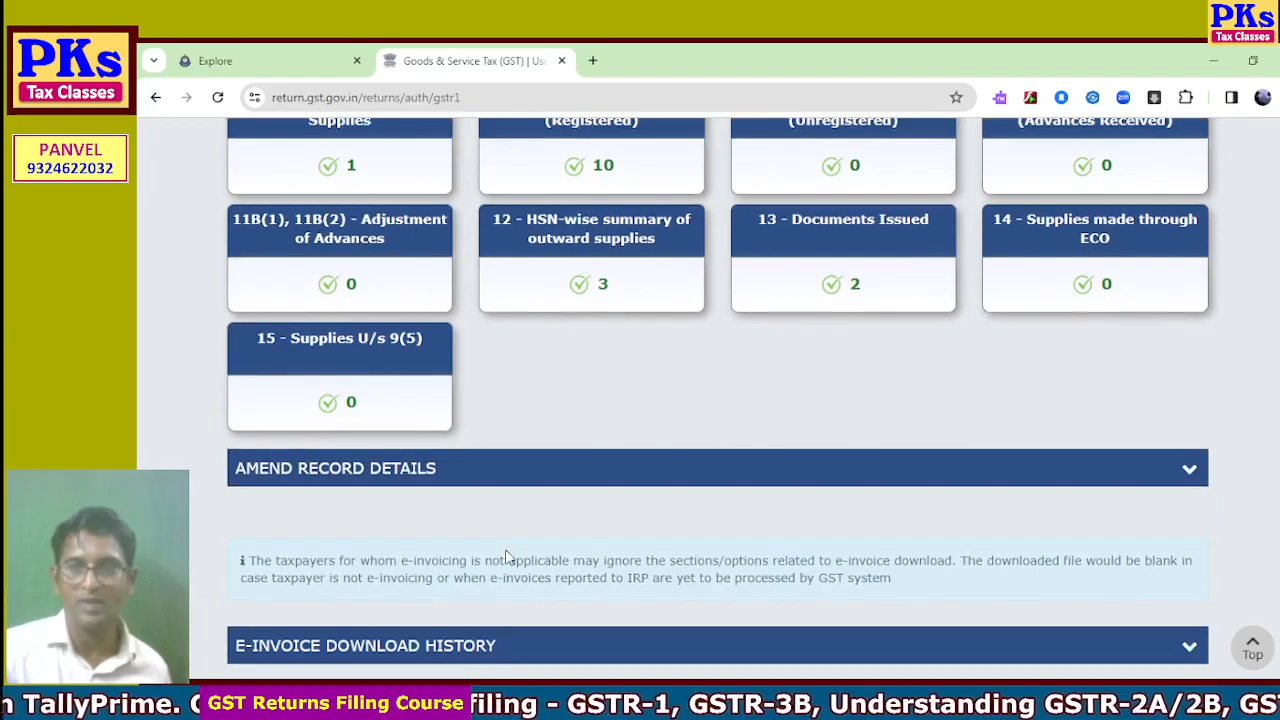 PKs
Tax Classes
PKs
Tax Classes
Explore
Goods & Service Tax (GST) | Use
return.gst.gov.in/returns/auth/gstr1
PANVEL
9324622032
Supplies
(Registered)
(Unregistered)
(Advances Received)
1
10
0
0
11B(1), 11B(2) - Adjustment
of Advances
12 - HSN-wise summary of
outward supplies
13 - Documents Issued
14 - Supplies made through
ECO
0
3
2
0
15 - Supplies U/s 9(5)
0
AMEND RECORD DETAILS
The taxpayers for whom e-invoicing is not applicable may ignore the sections/options related to e-invoice download. The downloaded file would be blank in
case taxpayer is not e-invoicing or when e-invoices reported to IRP are yet to be processed by GST system
E-INVOICE DOWNLOAD HISTORY
Top
n TallyPrime.
GST Returns Filing Course
filing - GSTR-1, GSTR-3B, Understanding GSTR-2A/2B, GS